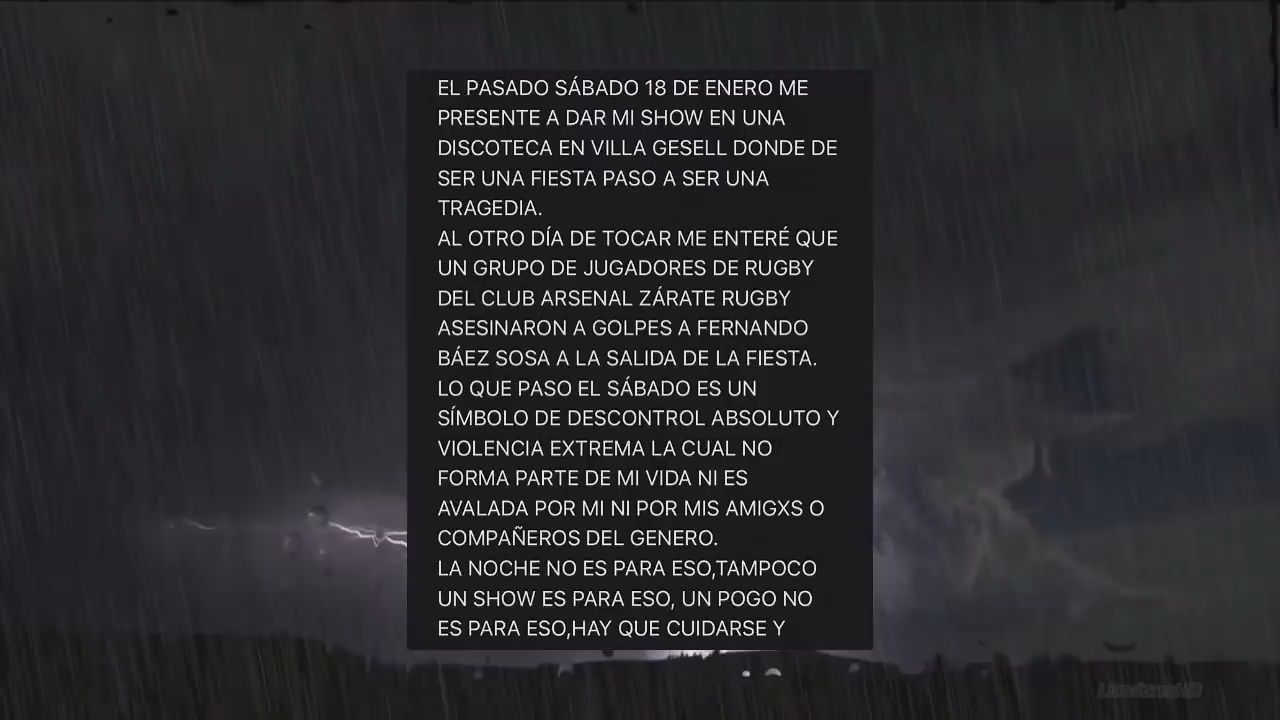 EL PASADO SÁBADO 18 DE ENERO ME
PRESENTE A DAR MI SHOW EN UNA
DISCOTECA EN VILLA GESELL DONDE DE
SER UNA FIESTA PASO A SER UNA
TRAGEDIA.
AL OTRO DÍA DE TOCAR ME ENTERÉ QUE
UN GRUPO DE JUGADORES DE RUGBY
DEL CLUB ARSENAL ZÁRATE RUGBY
ASESINARON A GOLPES A FERNANDO
BÁEZ SOSA A LA SALIDA DE LA FIESTA.
LO QUE PASO EL SÁBADO ES UN
SÍMBOLO DE DESCONTROL ABSOLUTO Y
VIOLENCIA EXTREMA LA CUAL NO
FORMA PARTE DE MI VIDA NI ES
AVALADA POR MI NI POR MIS AMIGXS O
COMPAÑEROS DEL GENERO.
LA NOCHE NO ES PARA ESO,TAMPOCO
UN SHOW ES PARA ESO, UN POGO NO
ES PARA ESO,HAY QUE CUIDARSE Y